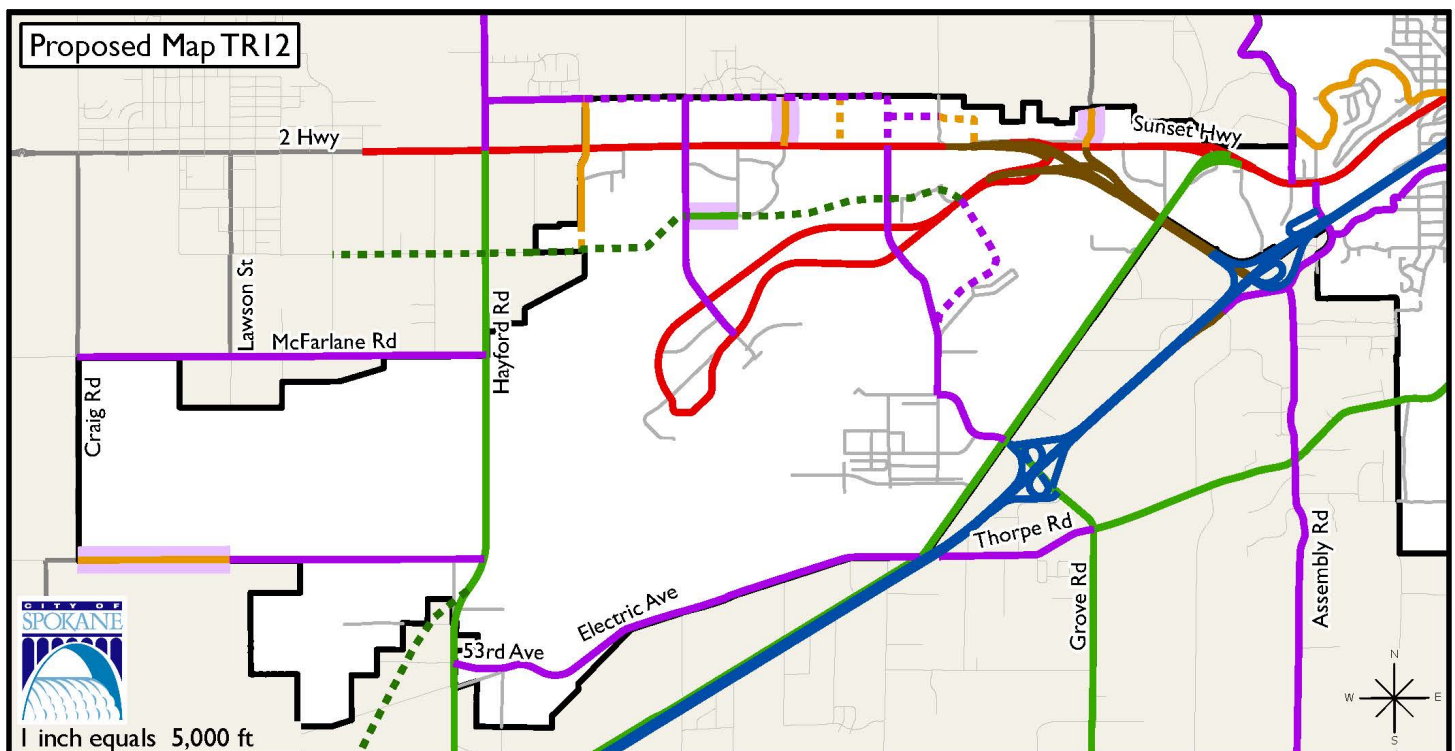 Proposed Map TR12
2 Hwy
Sunset Hwy
Lawson St
Hayford Rd
McFarlane Rd
Craig Rd
Thorpe Rd
Electric Ave
Grove Rd
Assembly Rd
53rd Ave
CITY OF
SPOKANE
1 inch equals 5,000 ft
N
W
E
S